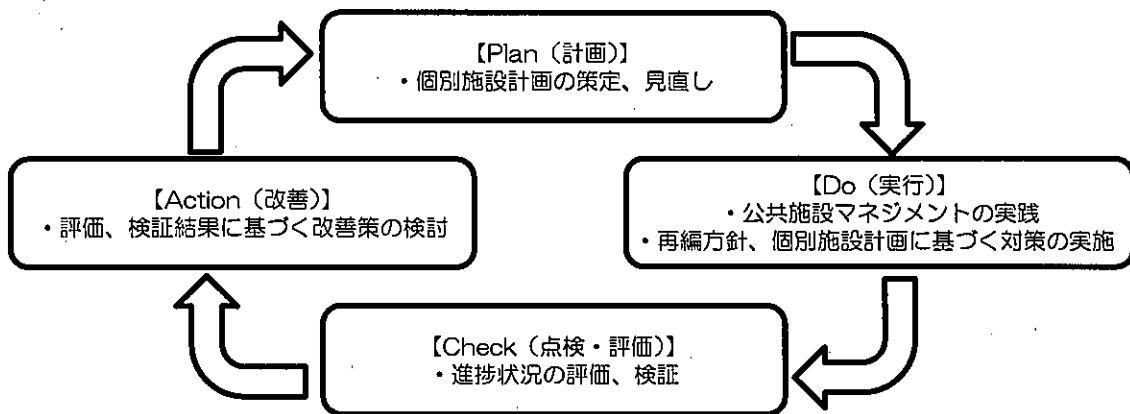 【Plan(計画)】
・個別施設計画の策定、見直し
【Do(実行)】
・公共施設マネジメントの実践
・再編方針、個別施設計画に基づく対策の実施
【Check(点検・評価)】
・進捗状況の評価、検証
【Action(改善)】
・評価、検証結果に基づく改善策の検討